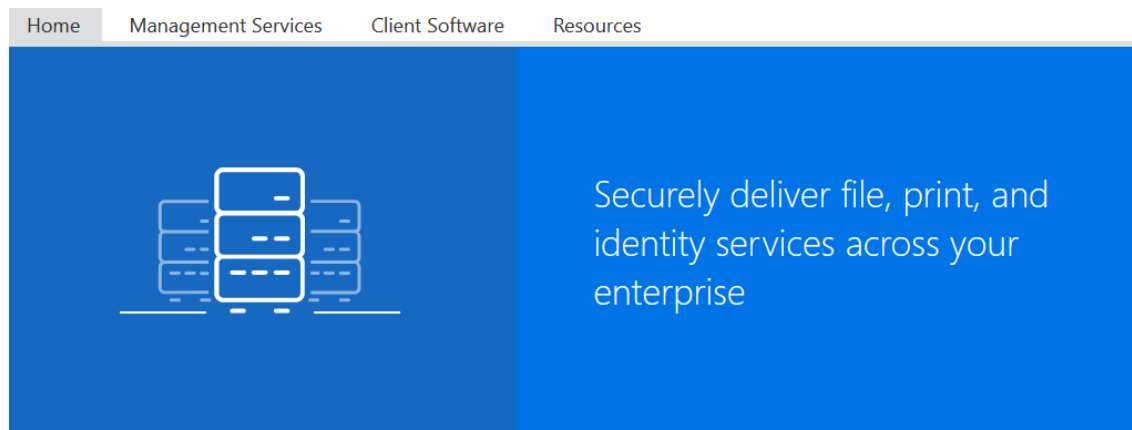 Home Management Services Client Software Resources
Securely deliver file, print, and
identity services across your
enterprise